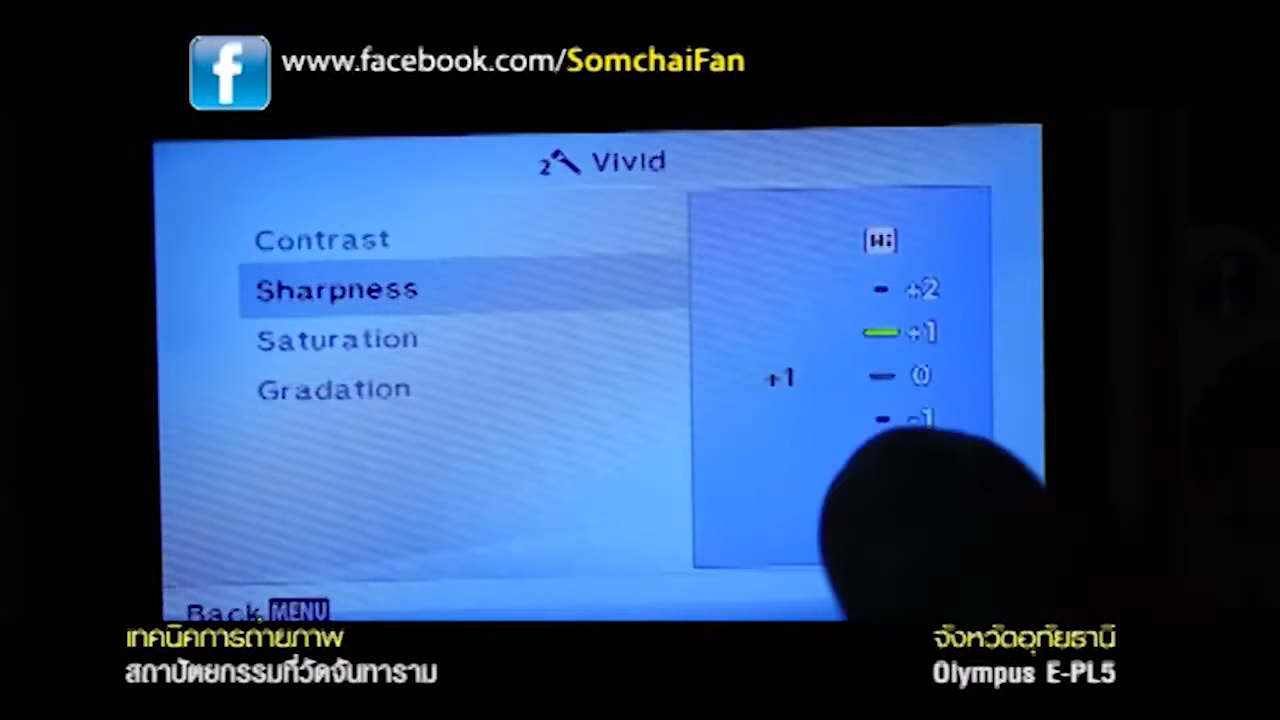 www.facebook.com/SomchaiFan
2 Vivid
Contrast
Hi
Sharpness
+2
+1
Saturation
+1
0
Gradation
-1
Back MENU
เทคนิคการถ่ายภาพ
จังหวัดอุทัยธานี
สถาปัตยกรรมที่วัดจันทาราม
Olympus E-PL5